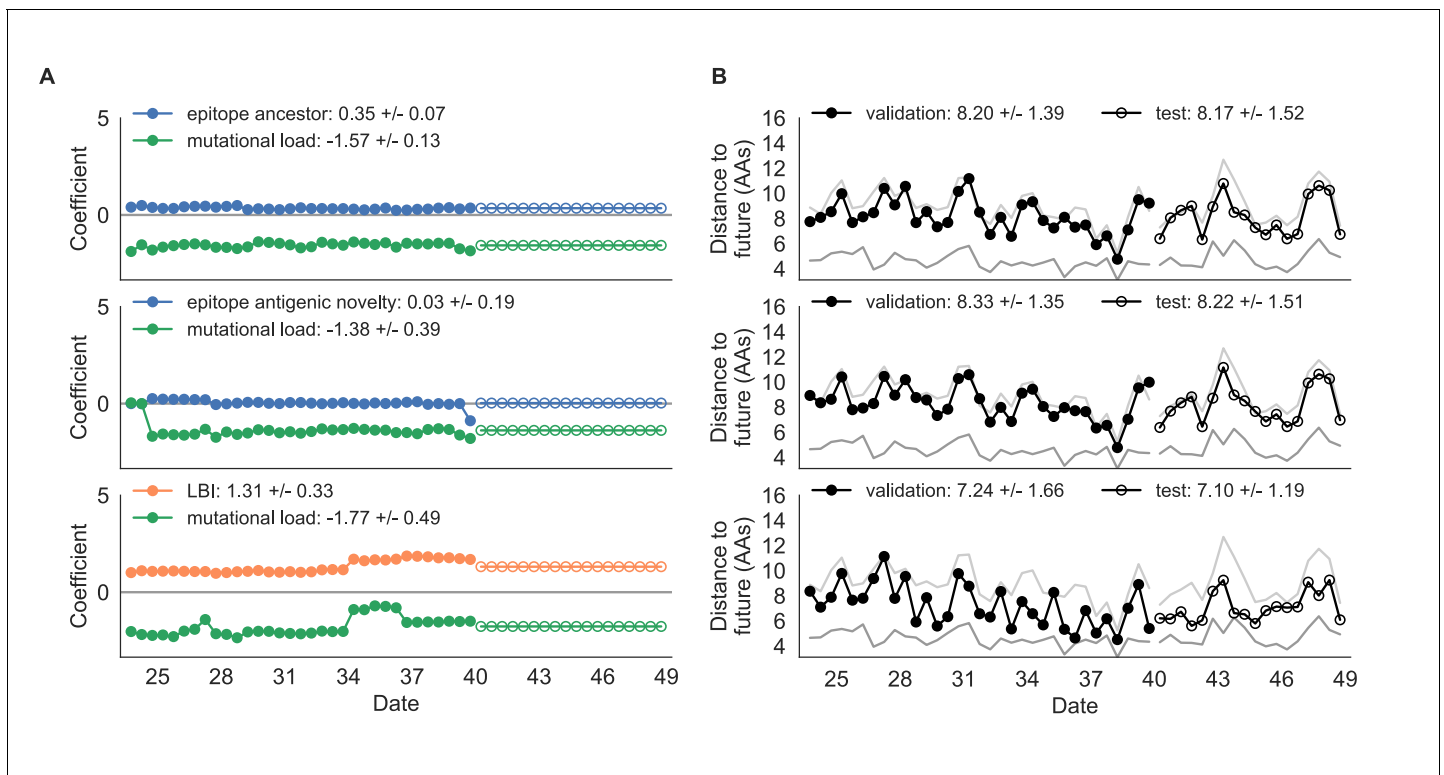 A
5
epitope ancestor: 0.35 +/- 0.07
mutational load: -1.57 +/- 0.13
0
Coefficient
5
epitope antigenic novelty: 0.03 +/- 0.19
mutational load: -1.38 +/- 0.39
0
Coefficient
5
LBI: 1.31 +/- 0.33
mutational load: -1.77 +/- 0.49
0
Coefficient
25 28 31 34 37 40 43 46 49
Date
B
16
validation: 8.20 +/- 1.39 test: 8.17 +/- 1.52
14
12
10
8
6
4
Distance to
future (AAs)
16
validation: 8.33 +/- 1.35 test: 8.22 +/- 1.51
14
12
10
8
6
4
Distance to
future (AAs)
16
validation: 7.24 +/- 1.66 test: 7.10 +/- 1.19
14
12
10
8
6
4
Distance to
future (AAs)
25 28 31 34 37 40 43 46 49
Date